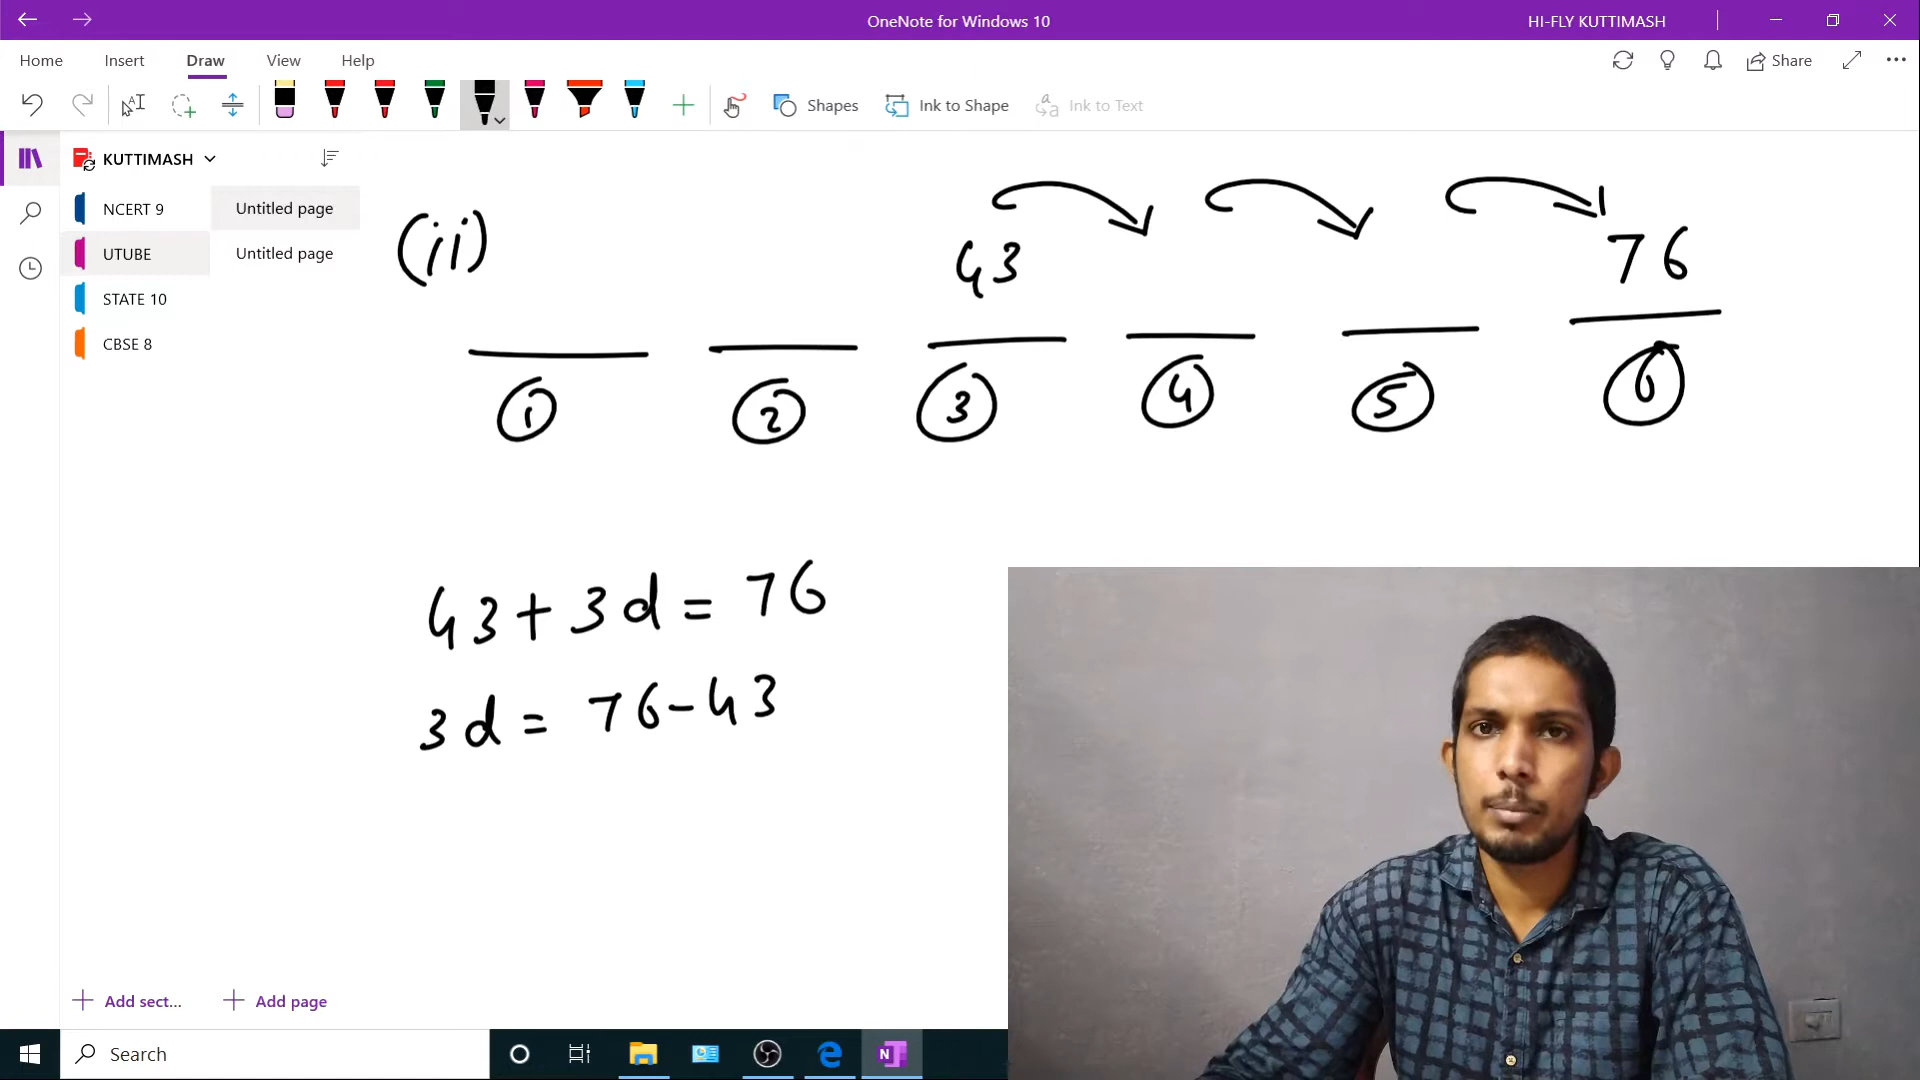 OneNote for Windows 10
HI-FLY KUTTIMASH
Home Insert Draw View Help
Share
Shapes Ink to Shape Ink to Text
KUTTIMASH
NCERT 9
UTUBE
STATE 10
CBSE 8
Untitled page
Untitled page
(ii)
43 76
1 2 3 4 5 6
43 + 3d = 76
3d = 76 - 43
Add sect...
Add page
Search